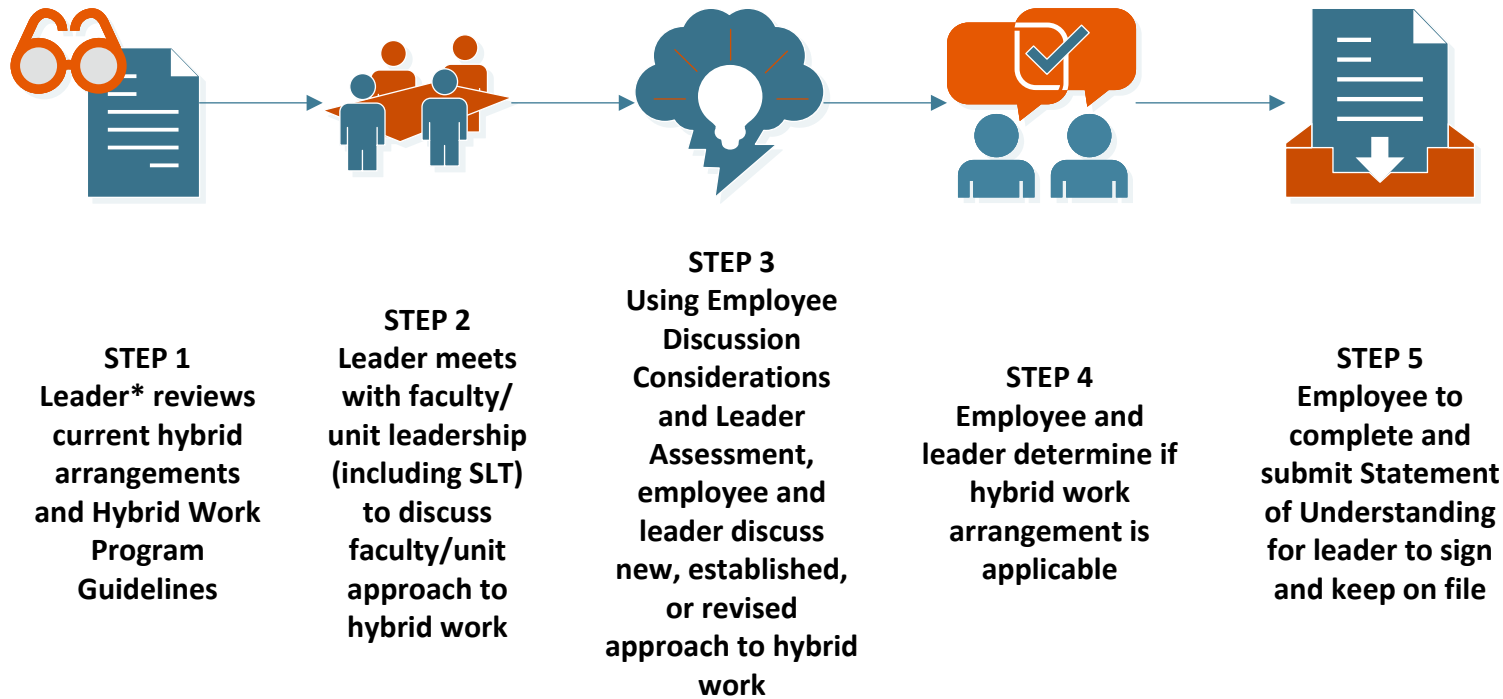 STEP 1
Leader* reviews
current hybrid
arrangements
and Hybrid Work
Program
Guidelines
STEP 2
Leader meets
with faculty/
unit leadership
(including SLT)
to discuss
faculty/unit
approach to
hybrid work
STEP 3
Using Employee
Discussion
Considerations
and Leader
Assessment,
employee and
leader discuss
new, established,
or revised
approach to hybrid
work
STEP 4
Employee and
leader determine if
hybrid work
arrangement is
applicable
STEP 5
Employee to
complete and
submit Statement
of Understanding
for leader to sign
and keep on file